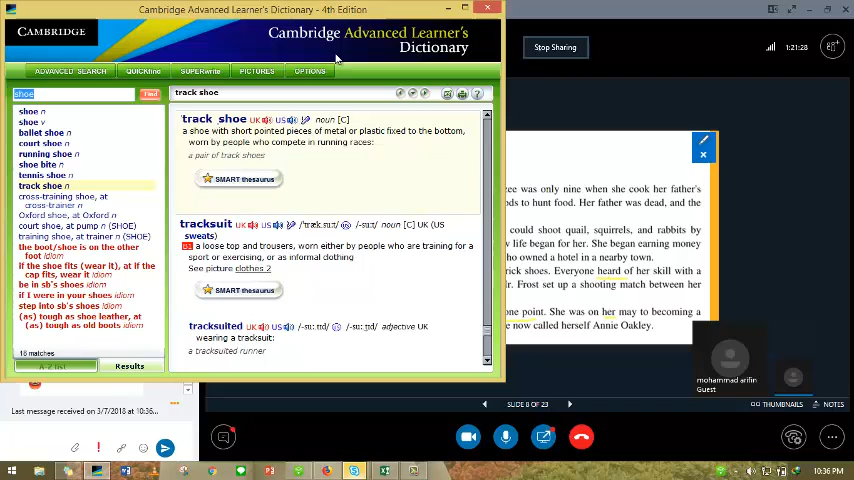 Cambridge Advanced Learner's Dictionary - 4th Edition
CAMBRIDGE
Cambridge Advanced Learner's
Dictionary
ADVANCED SEARCH
QUICKfind
SUPERwrite
PICTURES
OPTIONS
shoe
Find
track shoe
shoe n
shoe v
ballet shoe n
court shoe n
running shoe n
shoe bite n
tennis shoe n
track shoe n
cross-training shoe, at
cross-trainer n
Oxford shoe, at Oxford n
court shoe, at pump n (SHOE)
training shoe, at trainer n (SHOE)
the boot/shoe is on the other
foot idiom
if the shoe fits (wear it), at if the
cap fits, wear it idiom
be in sb's shoes idiom
if I were in your shoes idiom
step into sb's shoes idiom
(as) tough as shoe leather, at
(as) tough as old boots idiom
18 matches
A-Z list
Results
'track ˌshoe UK US noun [C]
a shoe with short pointed pieces of metal or plastic fixed to the bottom,
worn by people who compete in running races:
a pair of track shoes
SMART thesaurus
tracksuit UK US /ˈtræk.suːt/ /-suːt/ noun [C] UK (US
sweats)
B1 a loose top and trousers, worn either by people who are training for a
sport or exercising, or as informal clothing
See picture clothes 2
SMART thesaurus
tracksuited UK US /-suː.tɪd/ /-suː.t̬ɪd/ adjective UK
wearing a tracksuit:
a tracksuited runner
Last message received on 3/7/2018 at 10:36...
Stop Sharing
1:21:28
zee was only nine when she cook her father's
ods to hunt food. Her father was dead, and the
could shoot quail, squirrels, and rabbits by
w life began for her. She began earning money
who owned a hotel in a nearby town.
rick shoes. Everyone heard of her skill with a
Ir. Frost set up a shooting match between her
one point. She was on her may to becoming a
e now called herself Annie Oakley.
mohammad arifin
Guest
SLIDE 8 OF 23
THUMBNAILS
NOTES
10:36 PM